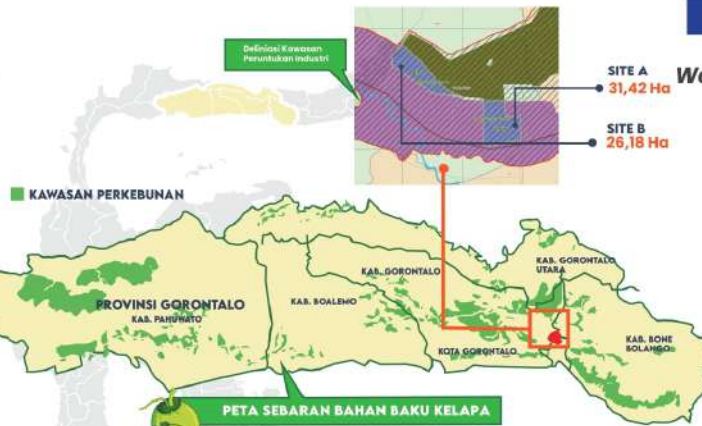 Deliniasi Kawasan
Peruntukan Industri
SITE A
31,42 Ha
SITE B
26,18 Ha
KAWASAN PERKEBUNAN
KAB. GORONTALO
UTARA
KAB. GORONTALO
PROVINSI GORONTALO
KAB. BOALEMO
KAB. PAHUWATO
KOTA GORONTALO
KAB. BONE
BOLANGO
PETA SEBARAN BAHAN BAKU KELAPA